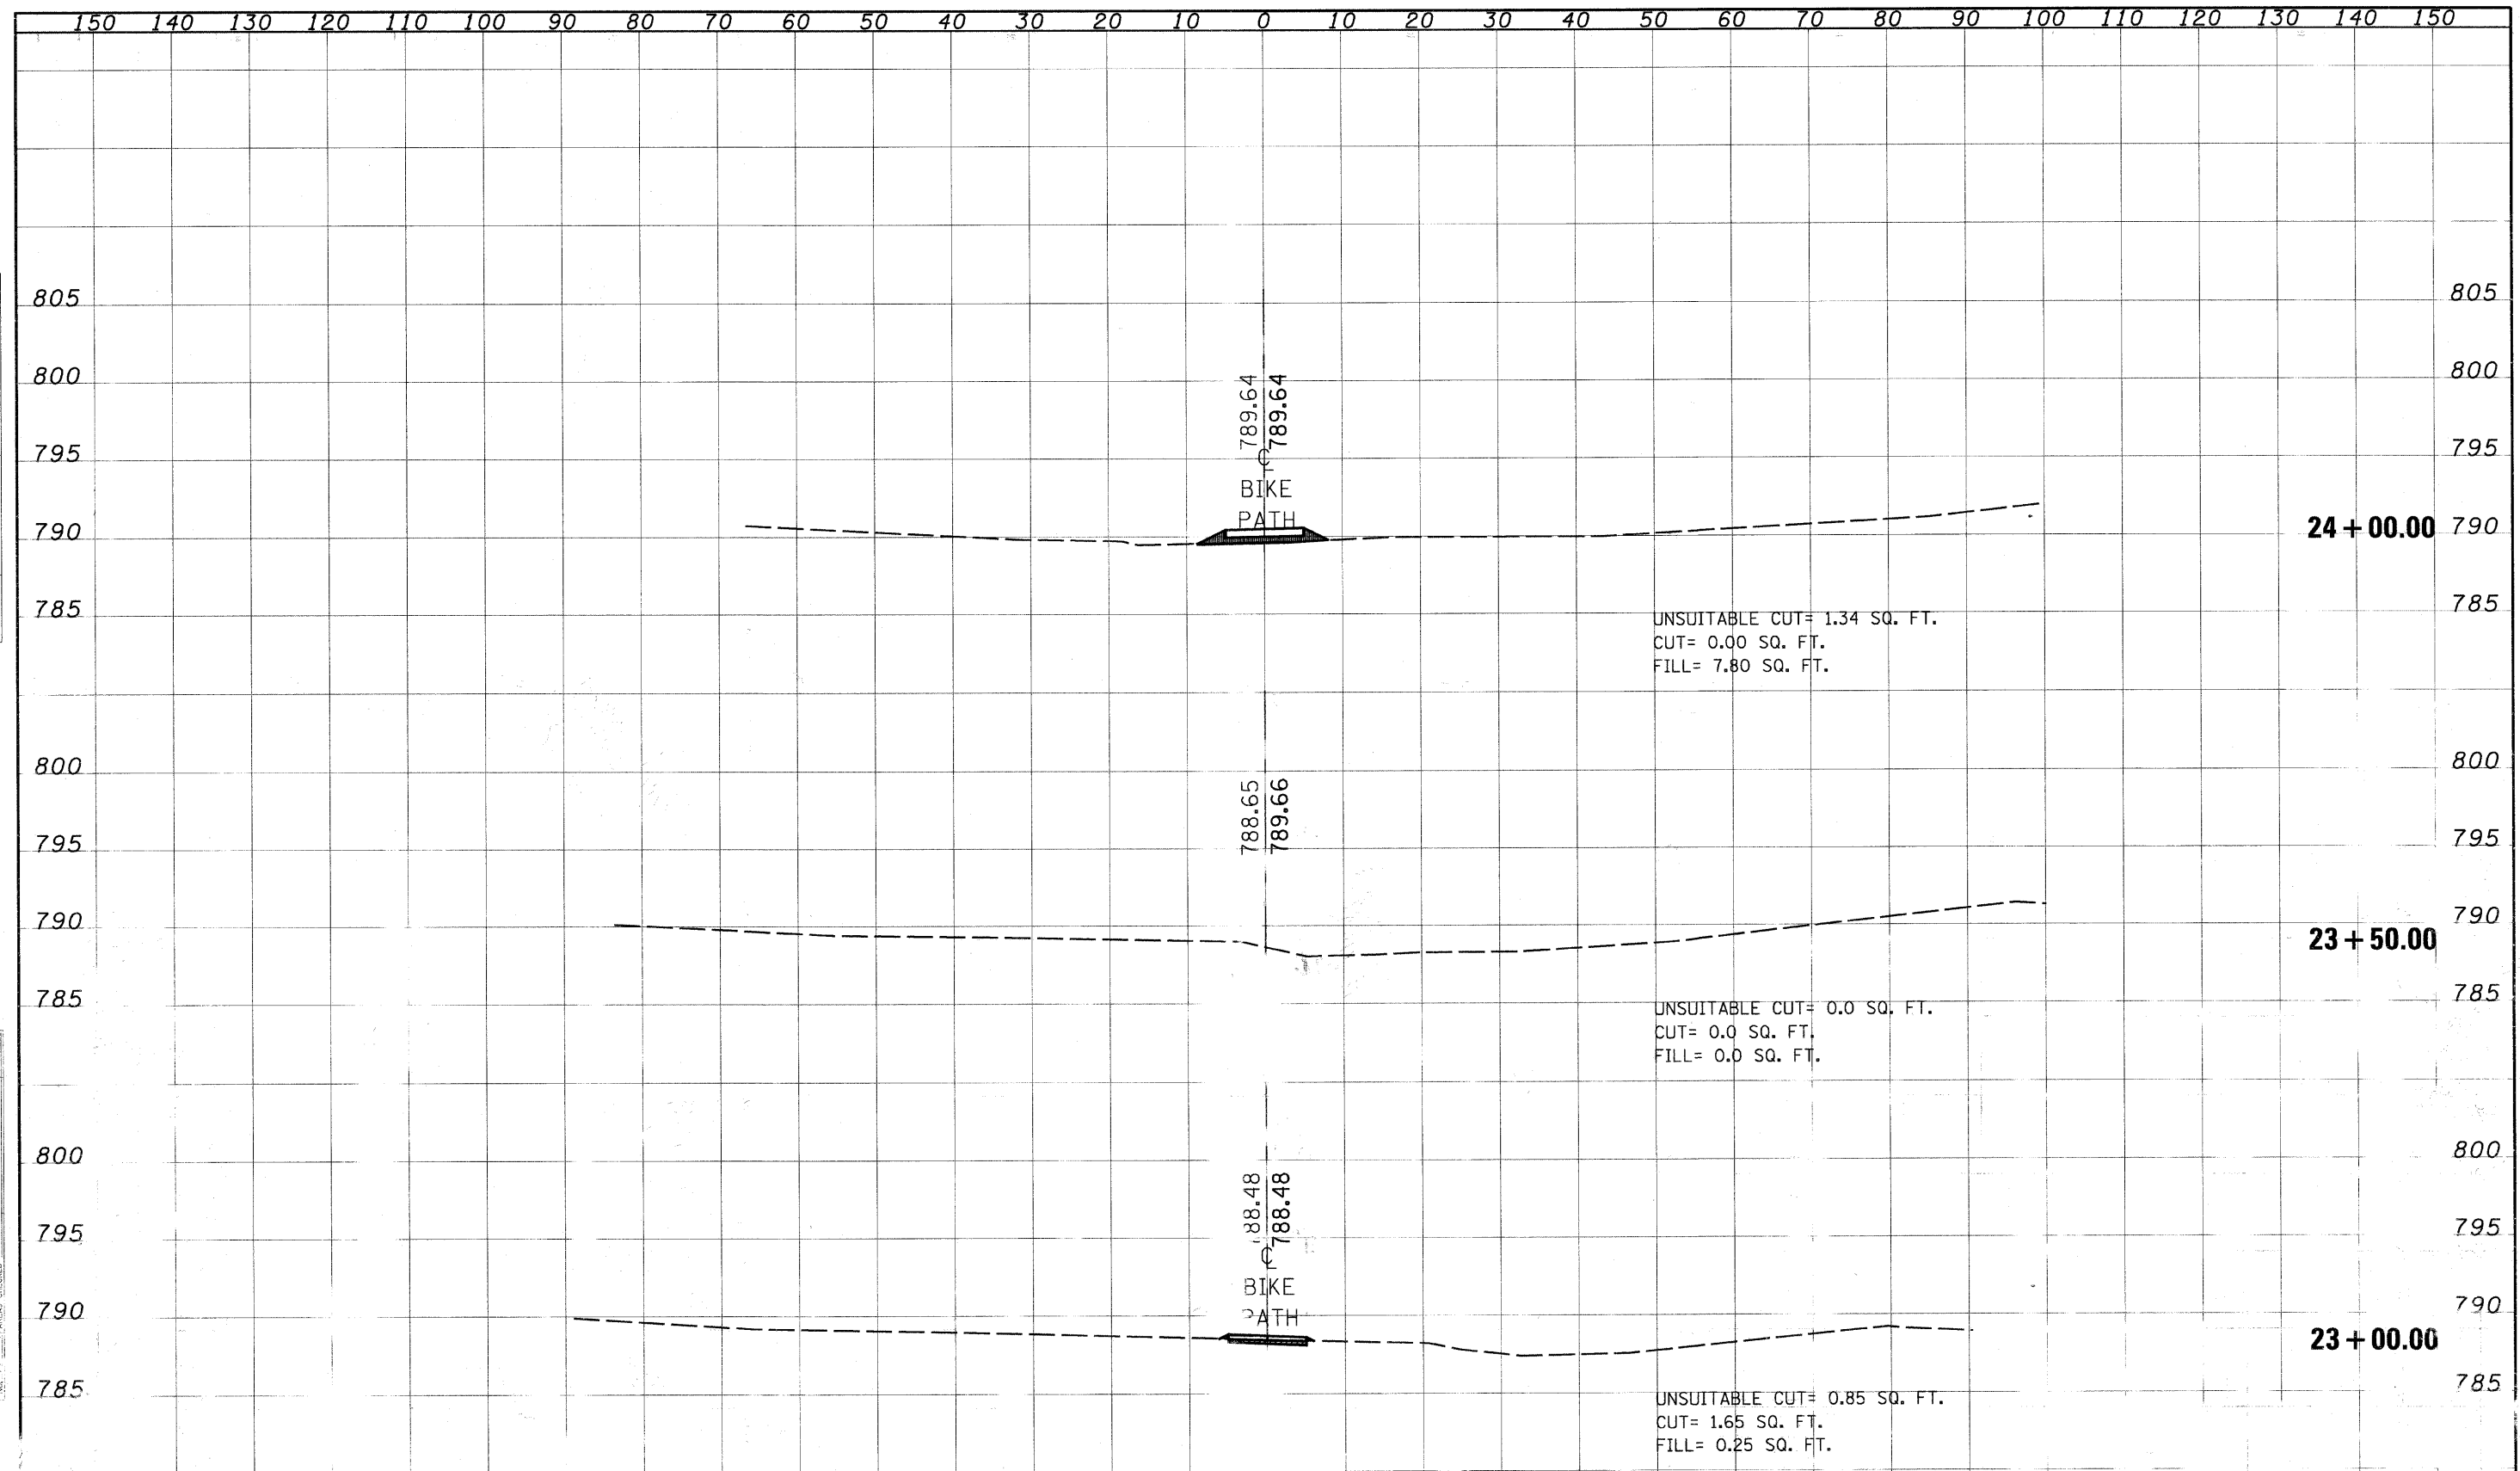 150 140 130 120 110 100 90 80 70 60 50 40 30 20 10 0 10 20 30 40 50 60 70 80 90 100 110 120 130 140 150
805 805
800 800
789.64 789.64
795 795
℄
BIKE
PATH
790 24+00.00 790
785 785
UNSUITABLE CUT= 1.34 SQ. FT.
CUT= 0.00 SQ. FT.
FILL= 7.80 SQ. FT.
800 800
788.65 789.66
795 795
790 790
23+50.00
785 785
UNSUITABLE CUT= 0.0 SQ. FT.
CUT= 0.0 SQ. FT.
FILL= 0.0 SQ. FT.
800 800
88.48 788.48
795 795
℄
BIKE
PATH
790 790
23+00.00
785 785
UNSUITABLE CUT= 0.85 SQ. FT.
CUT= 1.65 SQ. FT.
FILL= 0.25 SQ. FT.